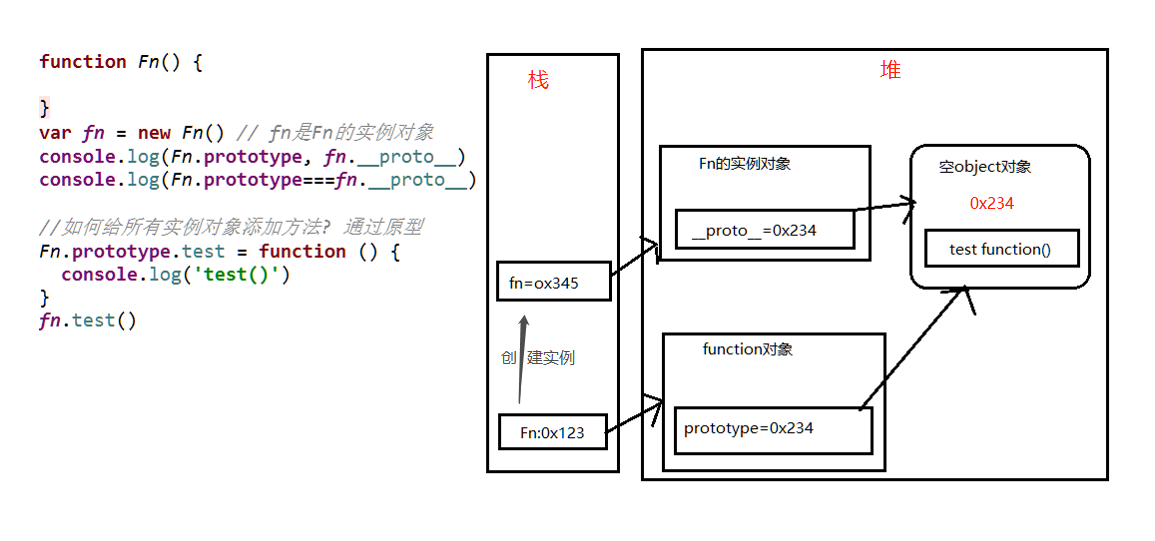 function Fn() {
}
var fn = new Fn() // fn是Fn的实例对象
console.log(Fn.prototype, fn.__proto__)
console.log(Fn.prototype===fn.__proto__)
//如何给所有实例对象添加方法? 通过原型
Fn.prototype.test = function () {
  console.log('test()')
}
fn.test()
栈
fn=ox345
创建实例
Fn:0x123
堆
Fn的实例对象
__proto__=0x234
空object对象
0x234
test function()
function对象
prototype=0x234